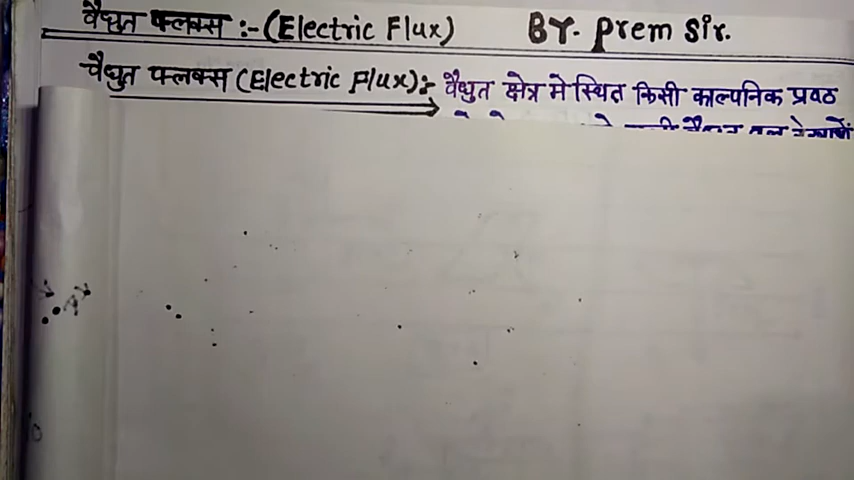 वैद्युत फ्लक्स :- (Electric Flux) BY. Prem Sir.
वैद्युत फ्लक्स (Electric Flux) :- वैद्युत क्षेत्र मे स्थित किसी काल्पनिक प्रवठ